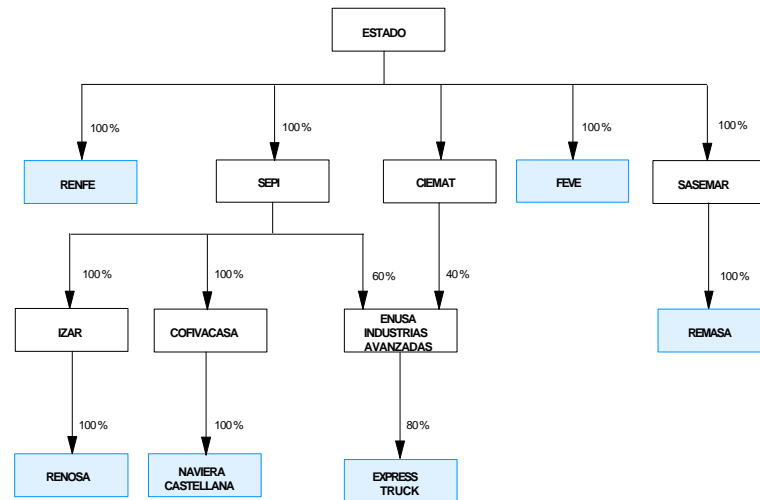 ESTADO
100%
100%
100%
100%
100%
RENFE
SEPI
CIEMAT
FEVE
SASEMAR
100%
100%
60%
40%
100%
IZAR
COFIVACASA
ENUSA
INDUSTRIAS
AVANZADAS
REMASA
100%
100%
80%
RENOSA
NAVIERA
CASTELLANA
EXPRESS
TRUCK